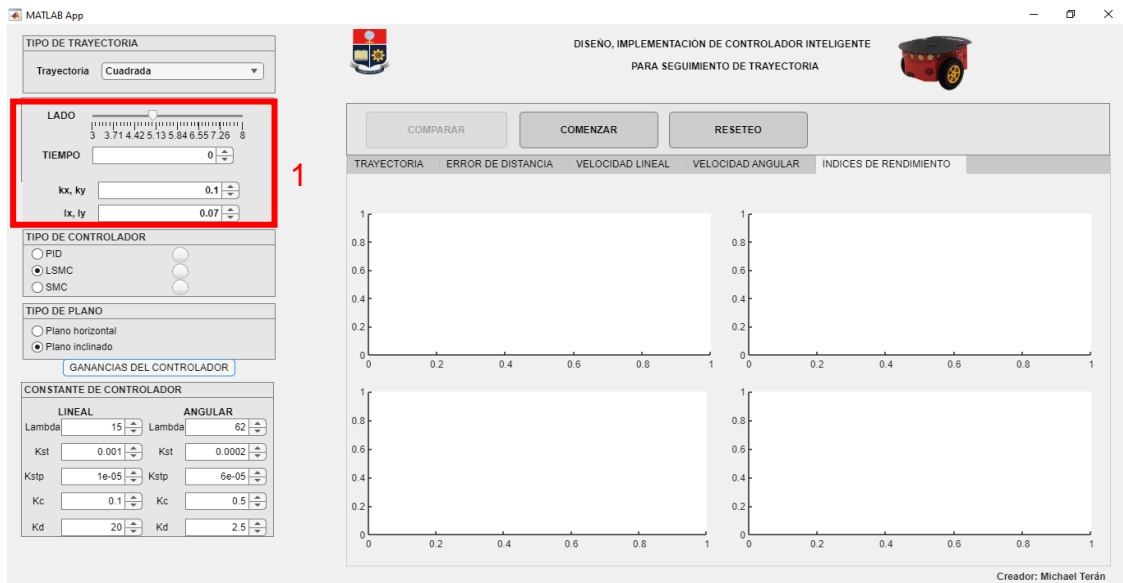 MATLAB App
TIPO DE TRAYECTORIA
Trayectoria Cuadrada
LADO
3 3.71 4.42 5.13 5.84 6.55 7.26 8
TIEMPO 0
kx, ky 0.1
lx, ly 0.07
1
TIPO DE CONTROLADOR
PID
LSMC
SMC
TIPO DE PLANO
Plano horizontal
Plano inclinado
GANANCIAS DEL CONTROLADOR
CONSTANTE DE CONTROLADOR
LINEAL ANGULAR
Lambda 15 Lambda 62
Kst 0.001 Kst 0.0002
Kstp 1e-05 Kstp 6e-05
Kc 0.1 Kc 0.5
Kd 20 Kd 2.5
DISEÑO, IMPLEMENTACIÓN DE CONTROLADOR INTELIGENTE
PARA SEGUIMIENTO DE TRAYECTORIA
COMPARAR COMENZAR RESETEO
TRAYECTORIA ERROR DE DISTANCIA VELOCIDAD LINEAL VELOCIDAD ANGULAR ÍNDICES DE RENDIMIENTO
1
0.8
0.6
0.4
0.2
0
0 0.2 0.4 0.6 0.8 1
1
0.8
0.6
0.4
0.2
0
0 0.2 0.4 0.6 0.8 1
1
0.8
0.6
0.4
0.2
0
0 0.2 0.4 0.6 0.8 1
1
0.8
0.6
0.4
0.2
0
0 0.2 0.4 0.6 0.8 1
Creador: Michael Terán